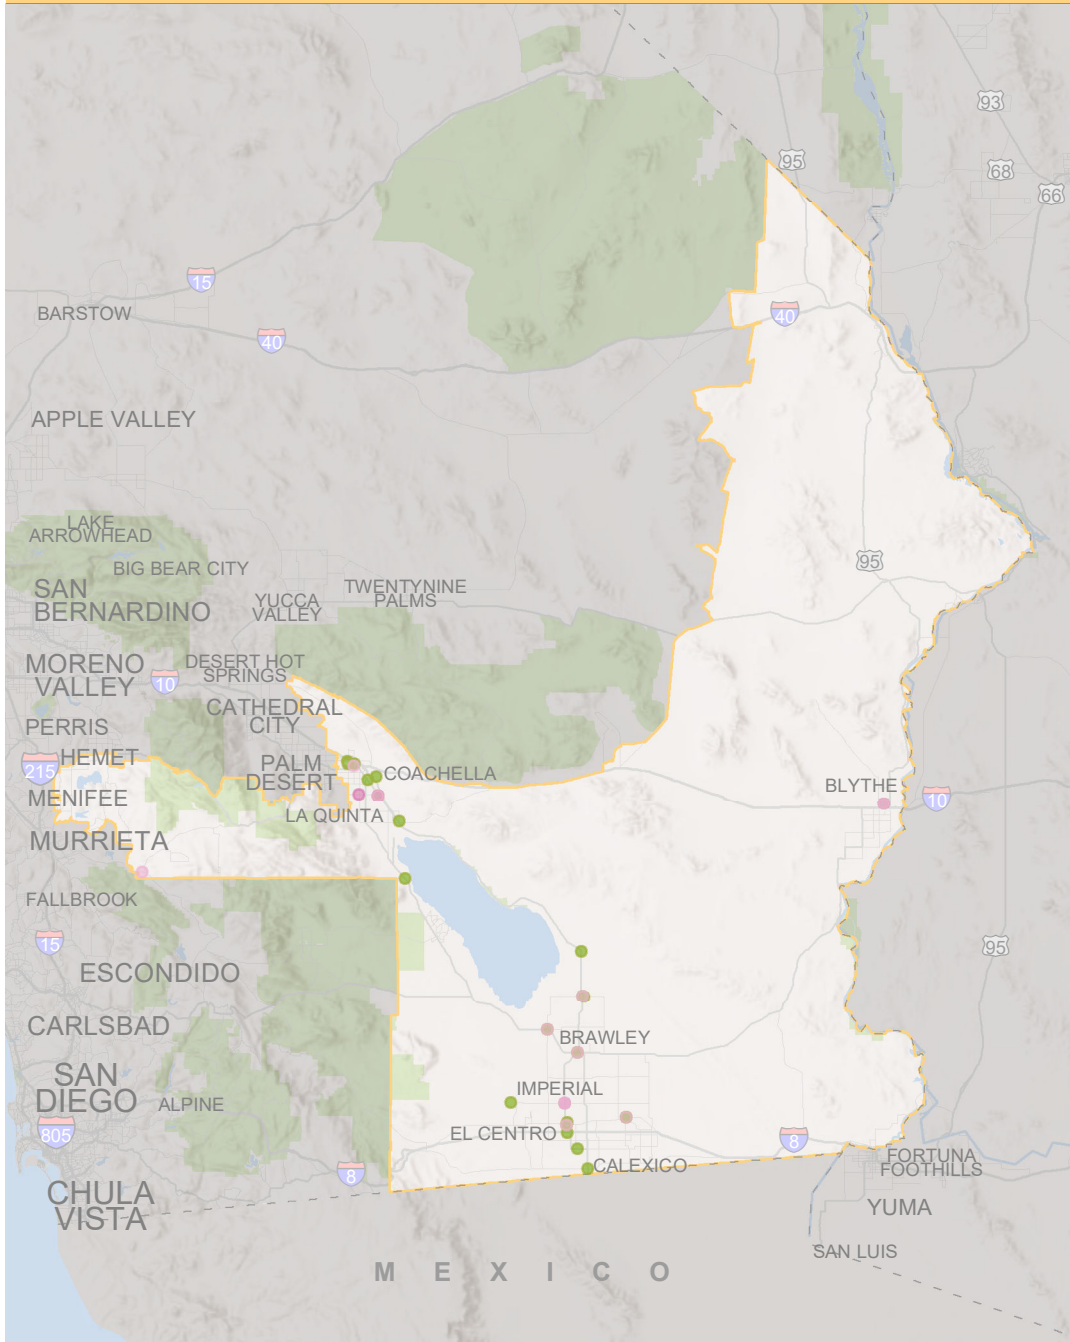 93
95
68
66
15
BARSTOW
40
40
APPLE VALLEY
LAKE
ARROWHEAD
BIG BEAR CITY
95
SAN
BERNARDINO
TWENTYNINE
PALMS
YUCCA
VALLEY
MORENO
VALLEY
DESERT HOT
SPRINGS
10
CATHEDRAL
CITY
PERRIS
HEMET
215
PALM
DESERT
COACHELLA
MENIFEE
BLYTHE
10
LA QUINTA
MURRIETA
FALLBROOK
15
95
ESCONDIDO
CARLSBAD
BRAWLEY
SAN
DIEGO
IMPERIAL
ALPINE
805
EL CENTRO
8
CALEXICO
8
FORTUNA
FOOTHILLS
CHULA
VISTA
YUMA
SAN LUIS
MEXICO